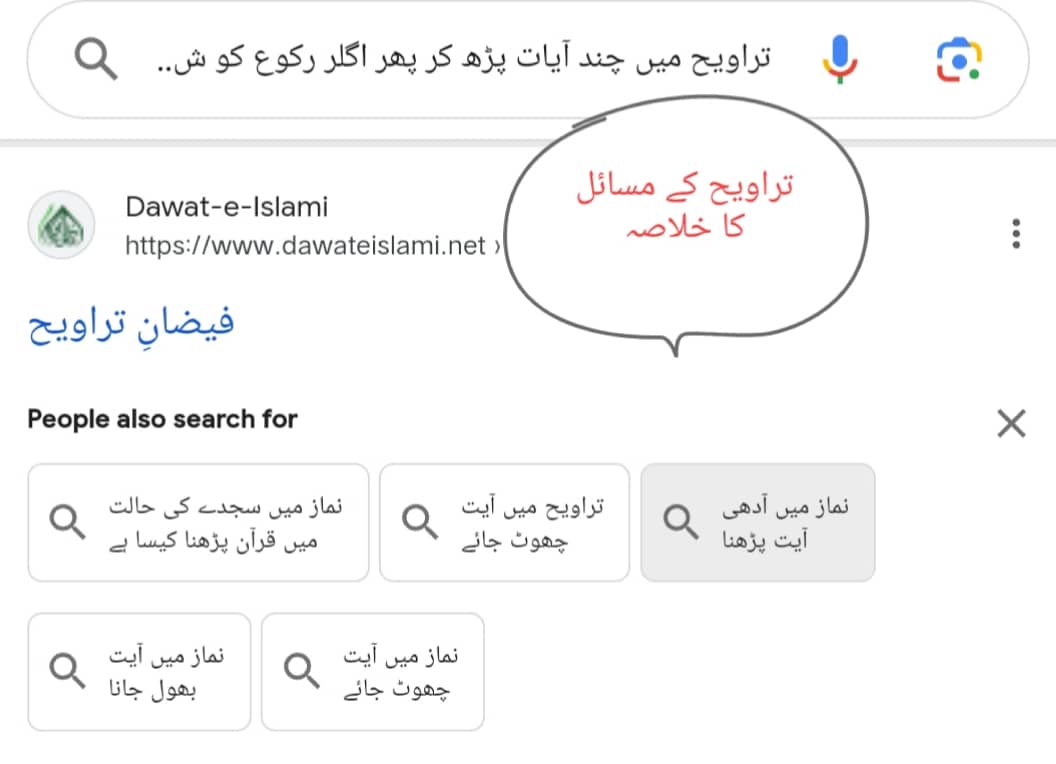 تراویح میں چند آیات پڑھ کر پھر اگلر رکوع کو ش..
تراویح کے مسائل
کا خلاصہ
Dawat-e-Islami
https://www.dawateislami.net ›
فیضانِ تراویح
People also search for
نماز میں سجدے کی حالت
میں قرآن پڑھنا کیسا ہے
تراویح میں آیت
چھوٹ جائے
نماز میں آدھی
آیت پڑھنا
نماز میں آیت
بھول جانا
نماز میں آیت
چھوٹ جائے